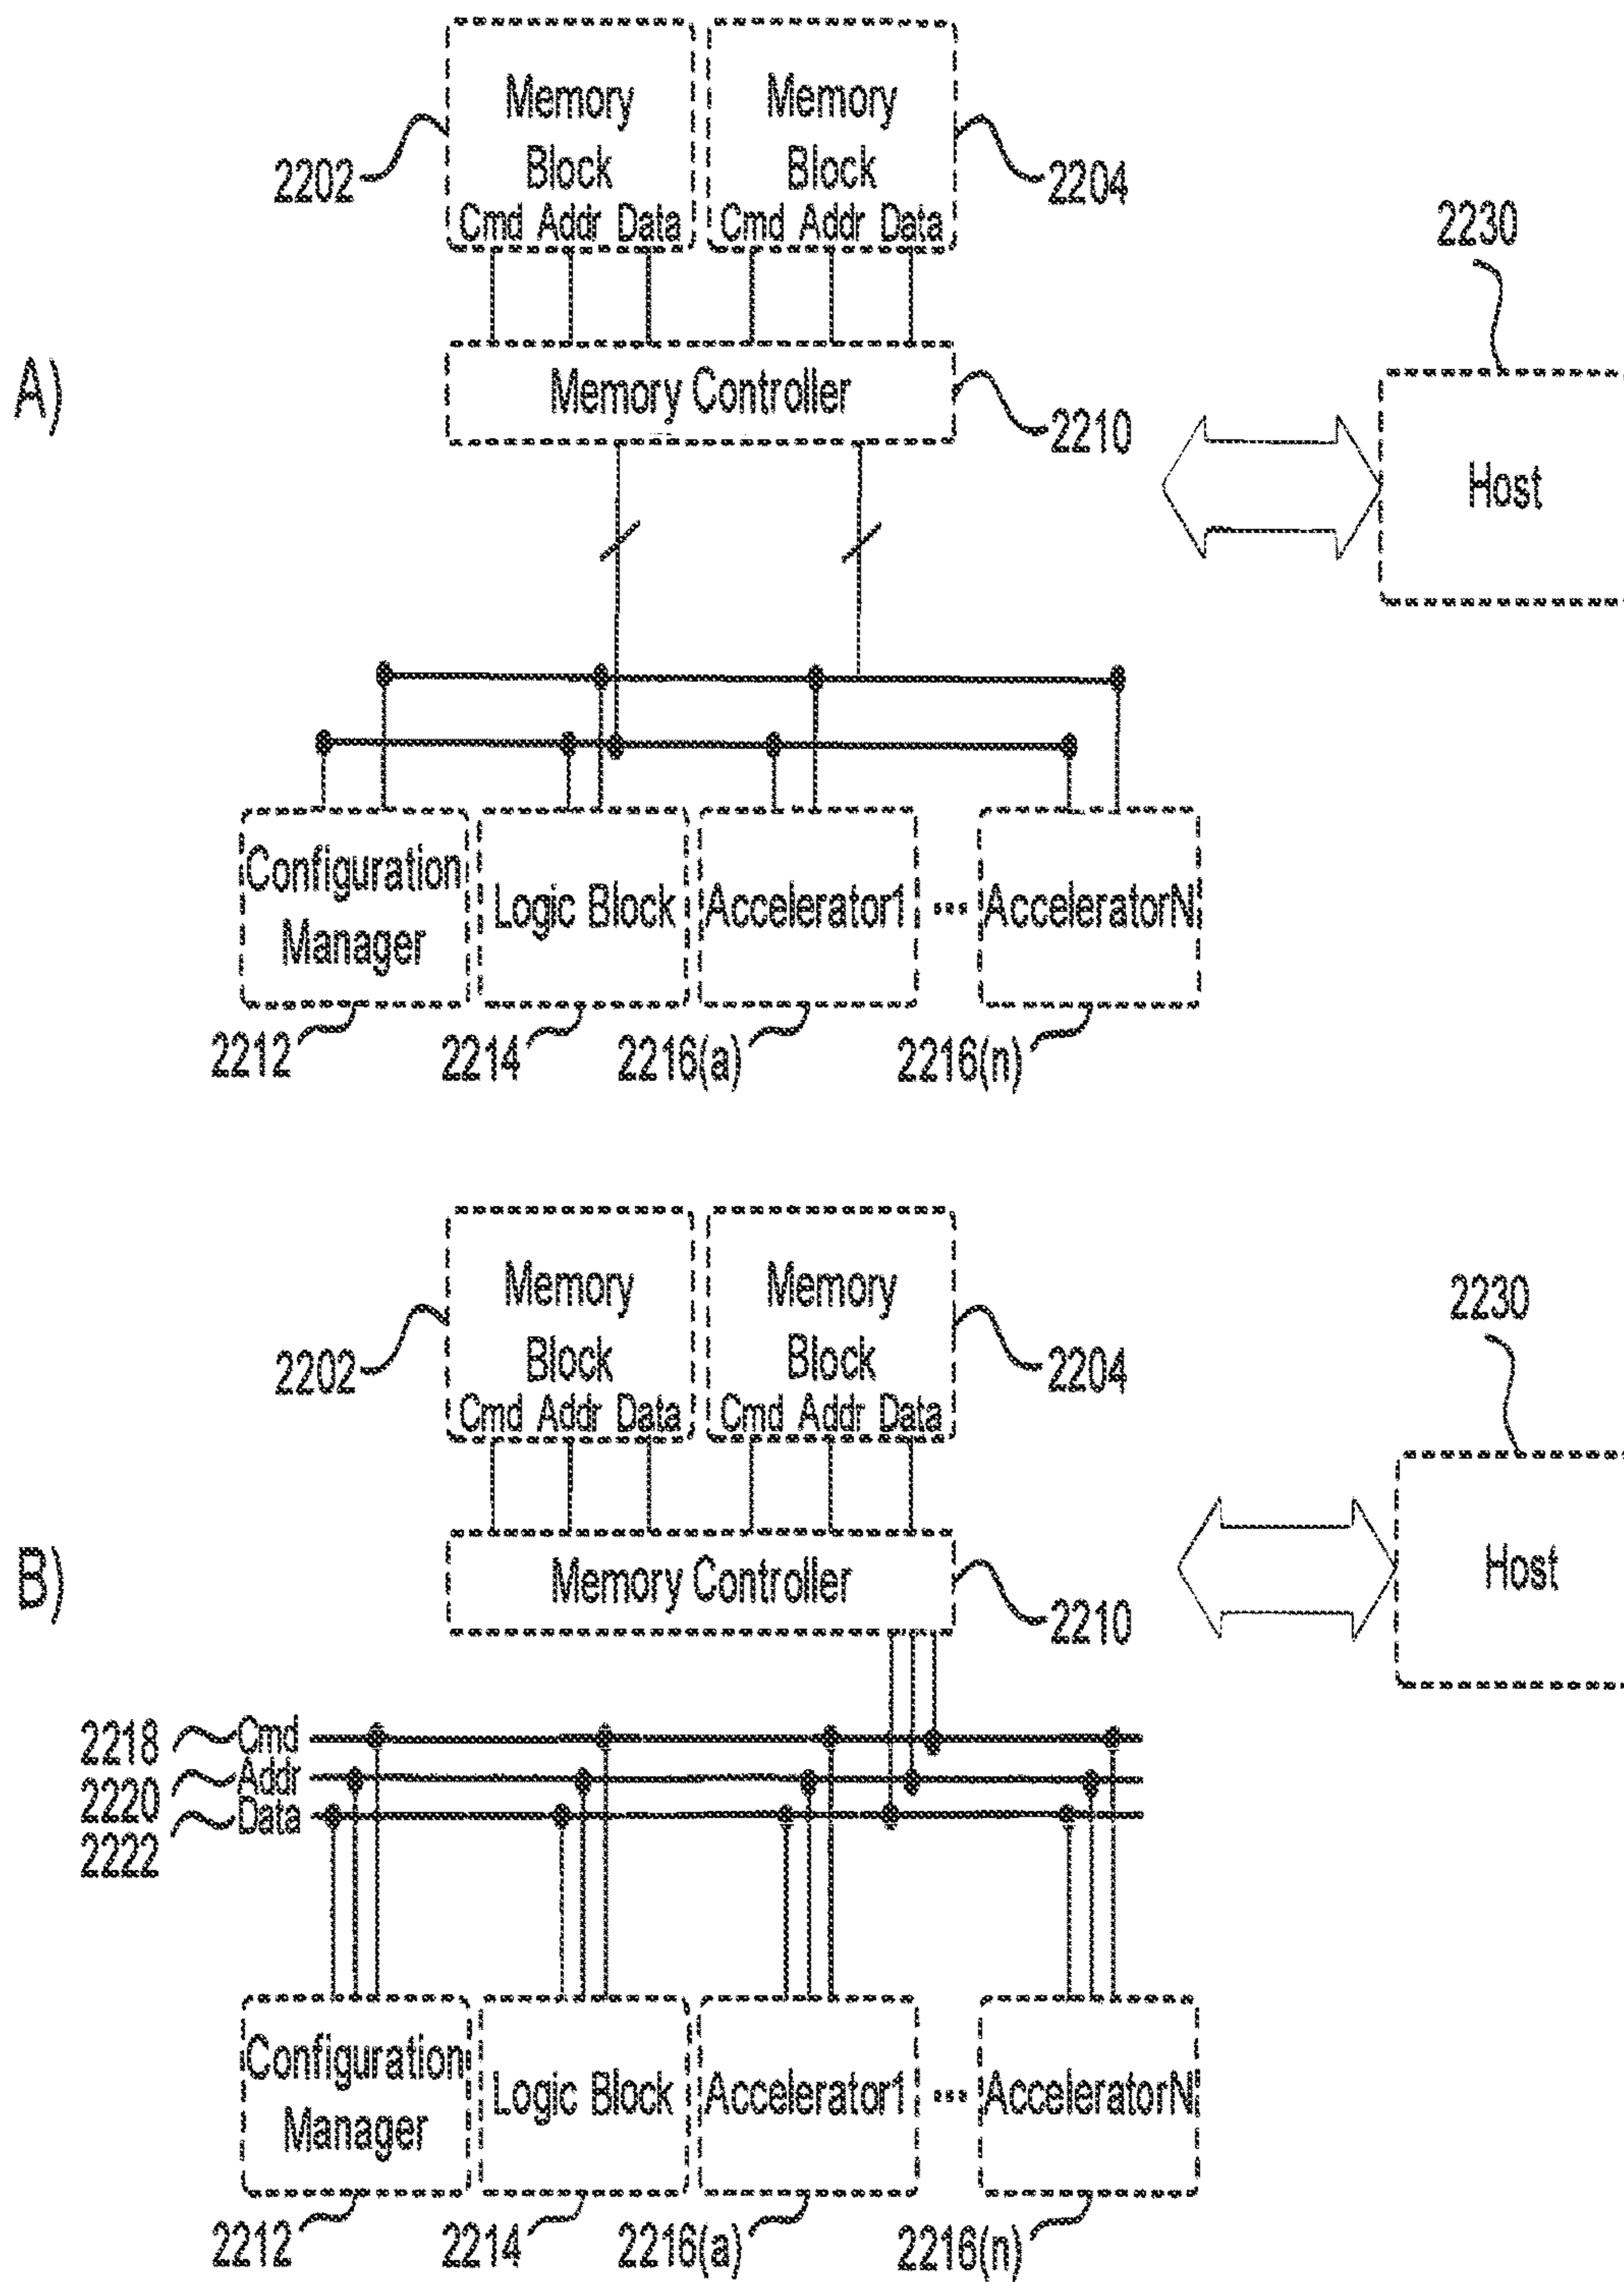 Memory Memory
Block Block
2202 2204
Cmd Addr Data Cmd Addr Data
2230
A)
Memory Controller
2210
Host
Configuration
Manager
Logic Block
Accelerator1
...
AcceleratorN
2212 2214 2216(a) 2216(n)
Memory Memory
Block Block
2202 2204
Cmd Addr Data Cmd Addr Data
2230
B)
Memory Controller
2210
Host
2218 Cmd
2220 Addr
2222 Data
Configuration
Manager
Logic Block
Accelerator1
...
AcceleratorN
2212 2214 2216(a) 2216(n)